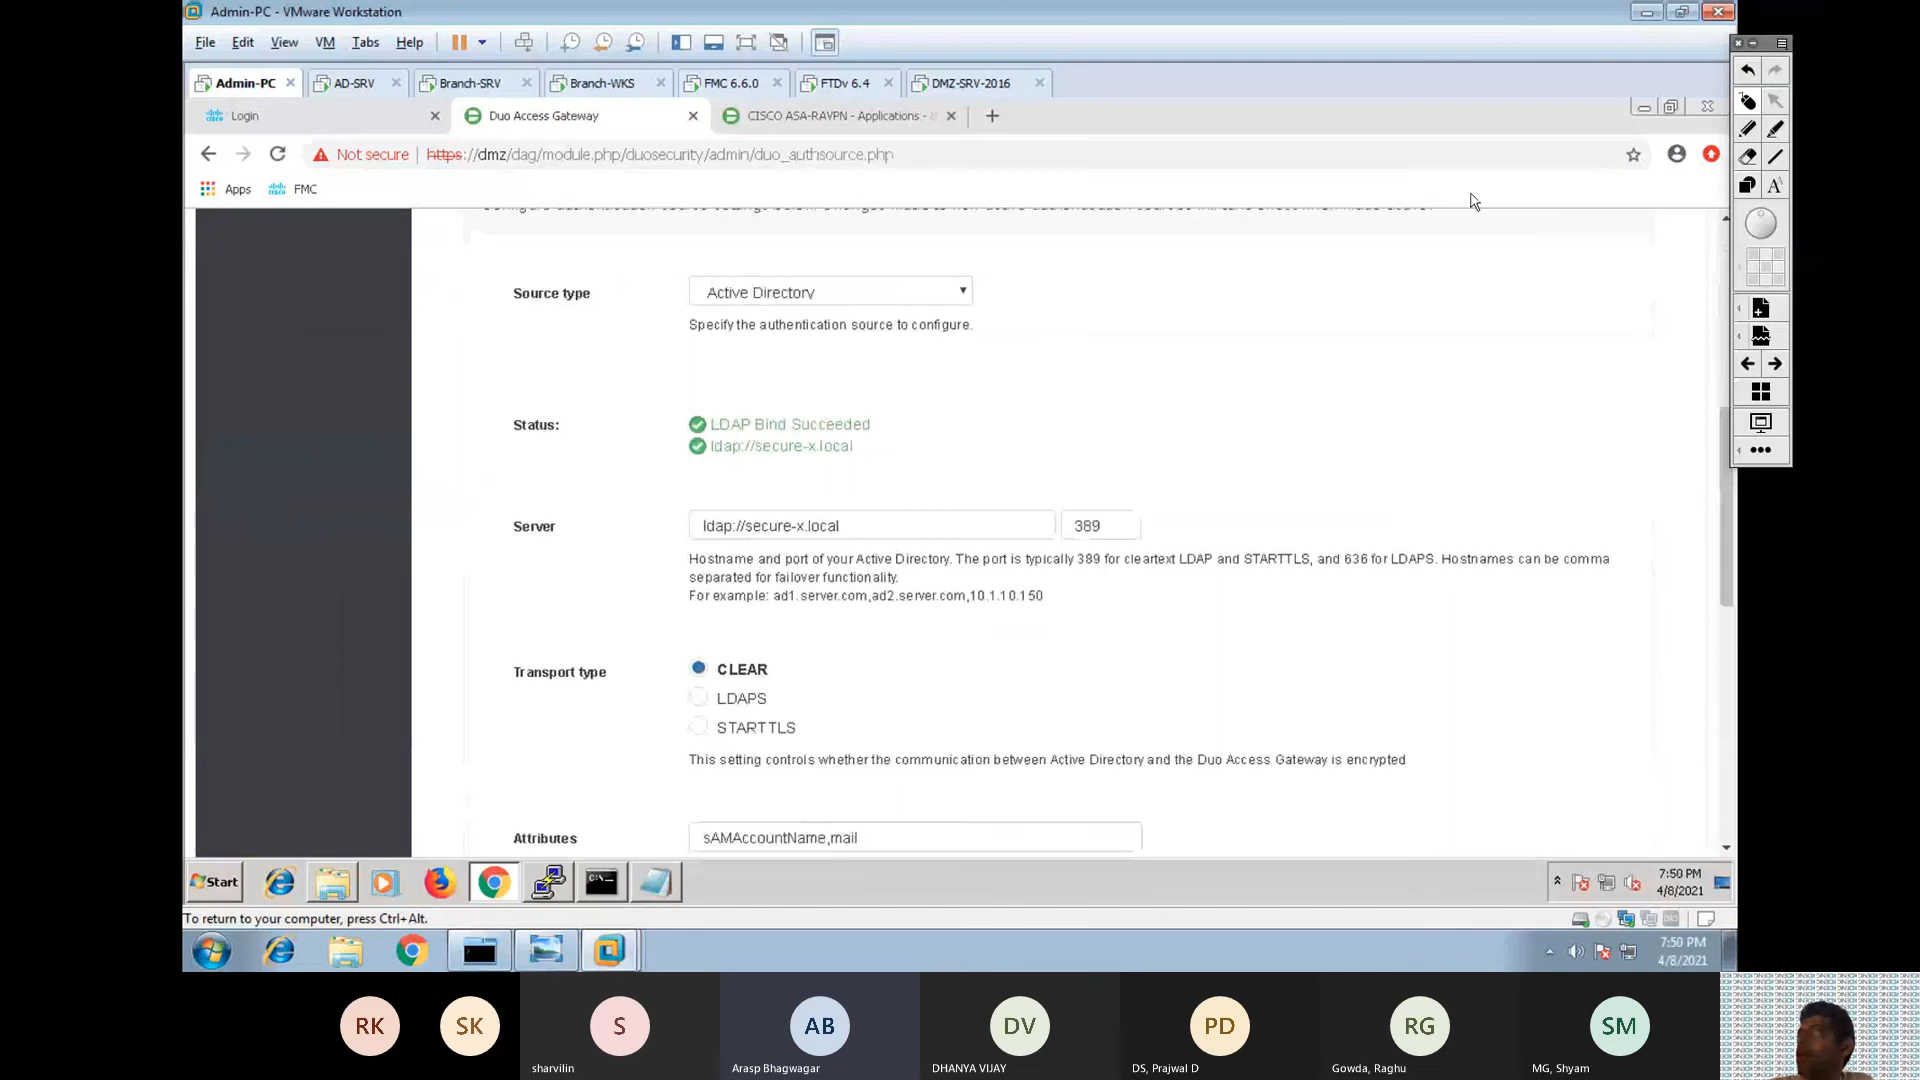 Admin-PC - VMware Workstation
File Edit View VM Tabs Help
Admin-PC AD-SRV Branch-SRV Branch-WKS FMC 6.6.0 FTDv 6.4 DMZ-SRV-2016
Login Duo Access Gateway CISCO ASA-RAVPN - Applications -
Not secure https://dmz/dag/module.php/duosecurity/admin/duo_authsource.php
Apps FMC
Source type Active Directory
Specify the authentication source to configure.
Status: LDAP Bind Succeeded
ldap://secure-x.local
Server ldap://secure-x.local 389
Hostname and port of your Active Directory. The port is typically 389 for cleartext LDAP and STARTTLS, and 636 for LDAPS. Hostnames can be comma
separated for failover functionality.
For example: ad1.server.com,ad2.server.com,10.1.10.150
Transport type CLEAR
LDAPS
STARTTLS
This setting controls whether the communication between Active Directory and the Duo Access Gateway is encrypted
Attributes sAMAccountName,mail
Start 7:50 PM
4/8/2021
To return to your computer, press Ctrl+Alt.
7:50 PM
4/8/2021
RK SK S AB DV PD RG SM
sharvilin Arasp Bhagwagar DHANYA VIJAY DS, Prajwal D Gowda, Raghu MG, Shyam